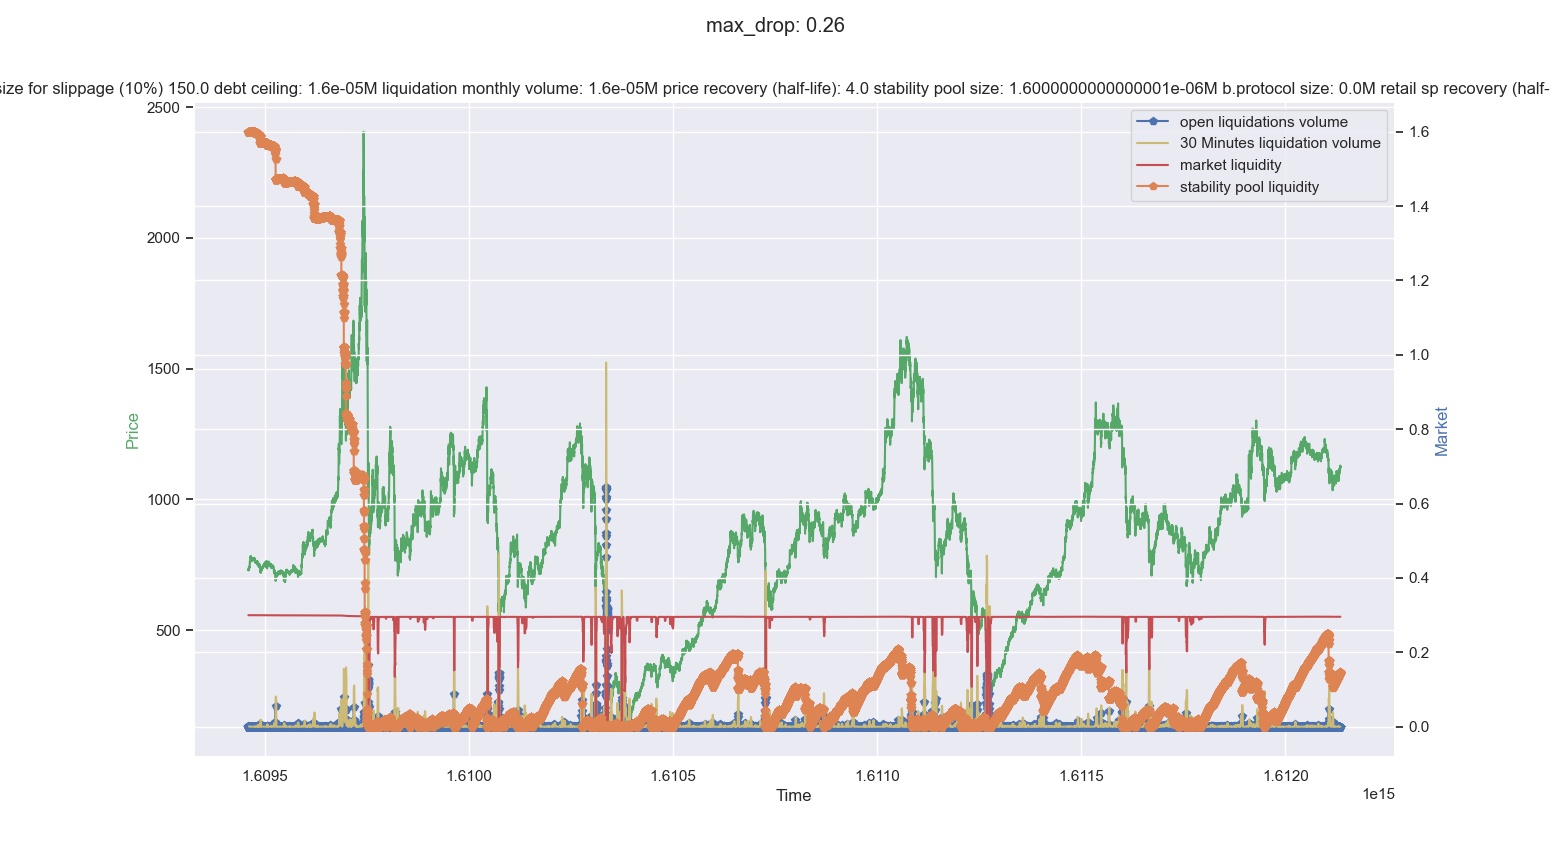 max_drop: 0.26
size for slippage (10%) 150.0 debt ceiling: 1.6e-05M liquidation monthly volume: 1.6e-05M price recovery (half-life): 4.0 stability pool size: 1.6000000000000001e-06M b.protocol size: 0.0M retail sp recovery (half-
2500
2000
1500
1000
500
Price
open liquidations volume
30 Minutes liquidation volume
market liquidity
stability pool liquidity
1.6
1.4
1.2
1.0
0.8
0.6
0.4
0.2
0.0
Market
1.6095
1.6100
1.6105
1.6110
1.6115
1.6120
Time
1e15